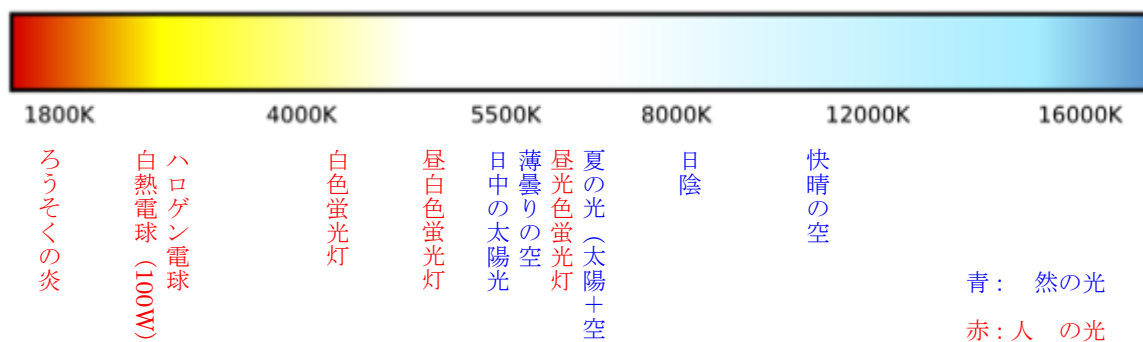 1800K 4000K 5500K 8000K 12000K 16000K
ろうそくの炎
白熱電球（100W）
ハロゲン電球
白色蛍光灯
昼白色蛍光灯
日中の太陽光
薄曇りの空
昼光色蛍光灯
夏の光（太陽＋空
日陰
快晴の空
青： 然の光
赤：人 の光